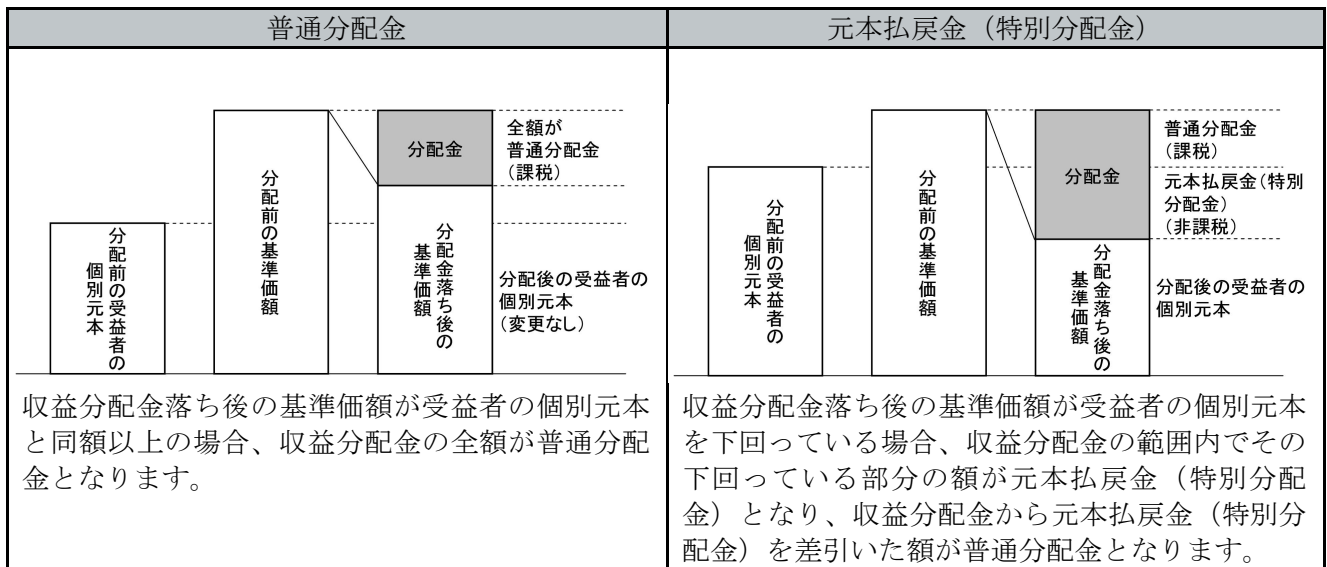 普通分配金
分配前の受益者の
個別元本
分配前の基準価額
分配金
分配金落ち後の
基準価額
全額が
普通分配金
(課税)
分配後の受益者の
個別元本
(変更なし)
収益分配金落ち後の基準価額が受益者の個別元本
と同額以上の場合、収益分配金の全額が普通分配
金となります。
元本払戻金（特別分配金）
分配前の受益者の
個別元本
分配前の基準価額
分配金
分配金落ち後の
基準価額
普通分配金
(課税)
元本払戻金(特別
分配金)
(非課税)
分配後の受益者の
個別元本
収益分配金落ち後の基準価額が受益者の個別元本
を下回っている場合、収益分配金の範囲内でその
下回っている部分の額が元本払戻金（特別分配
金）となり、収益分配金から元本払戻金（特別分
配金）を差引いた額が普通分配金となります。